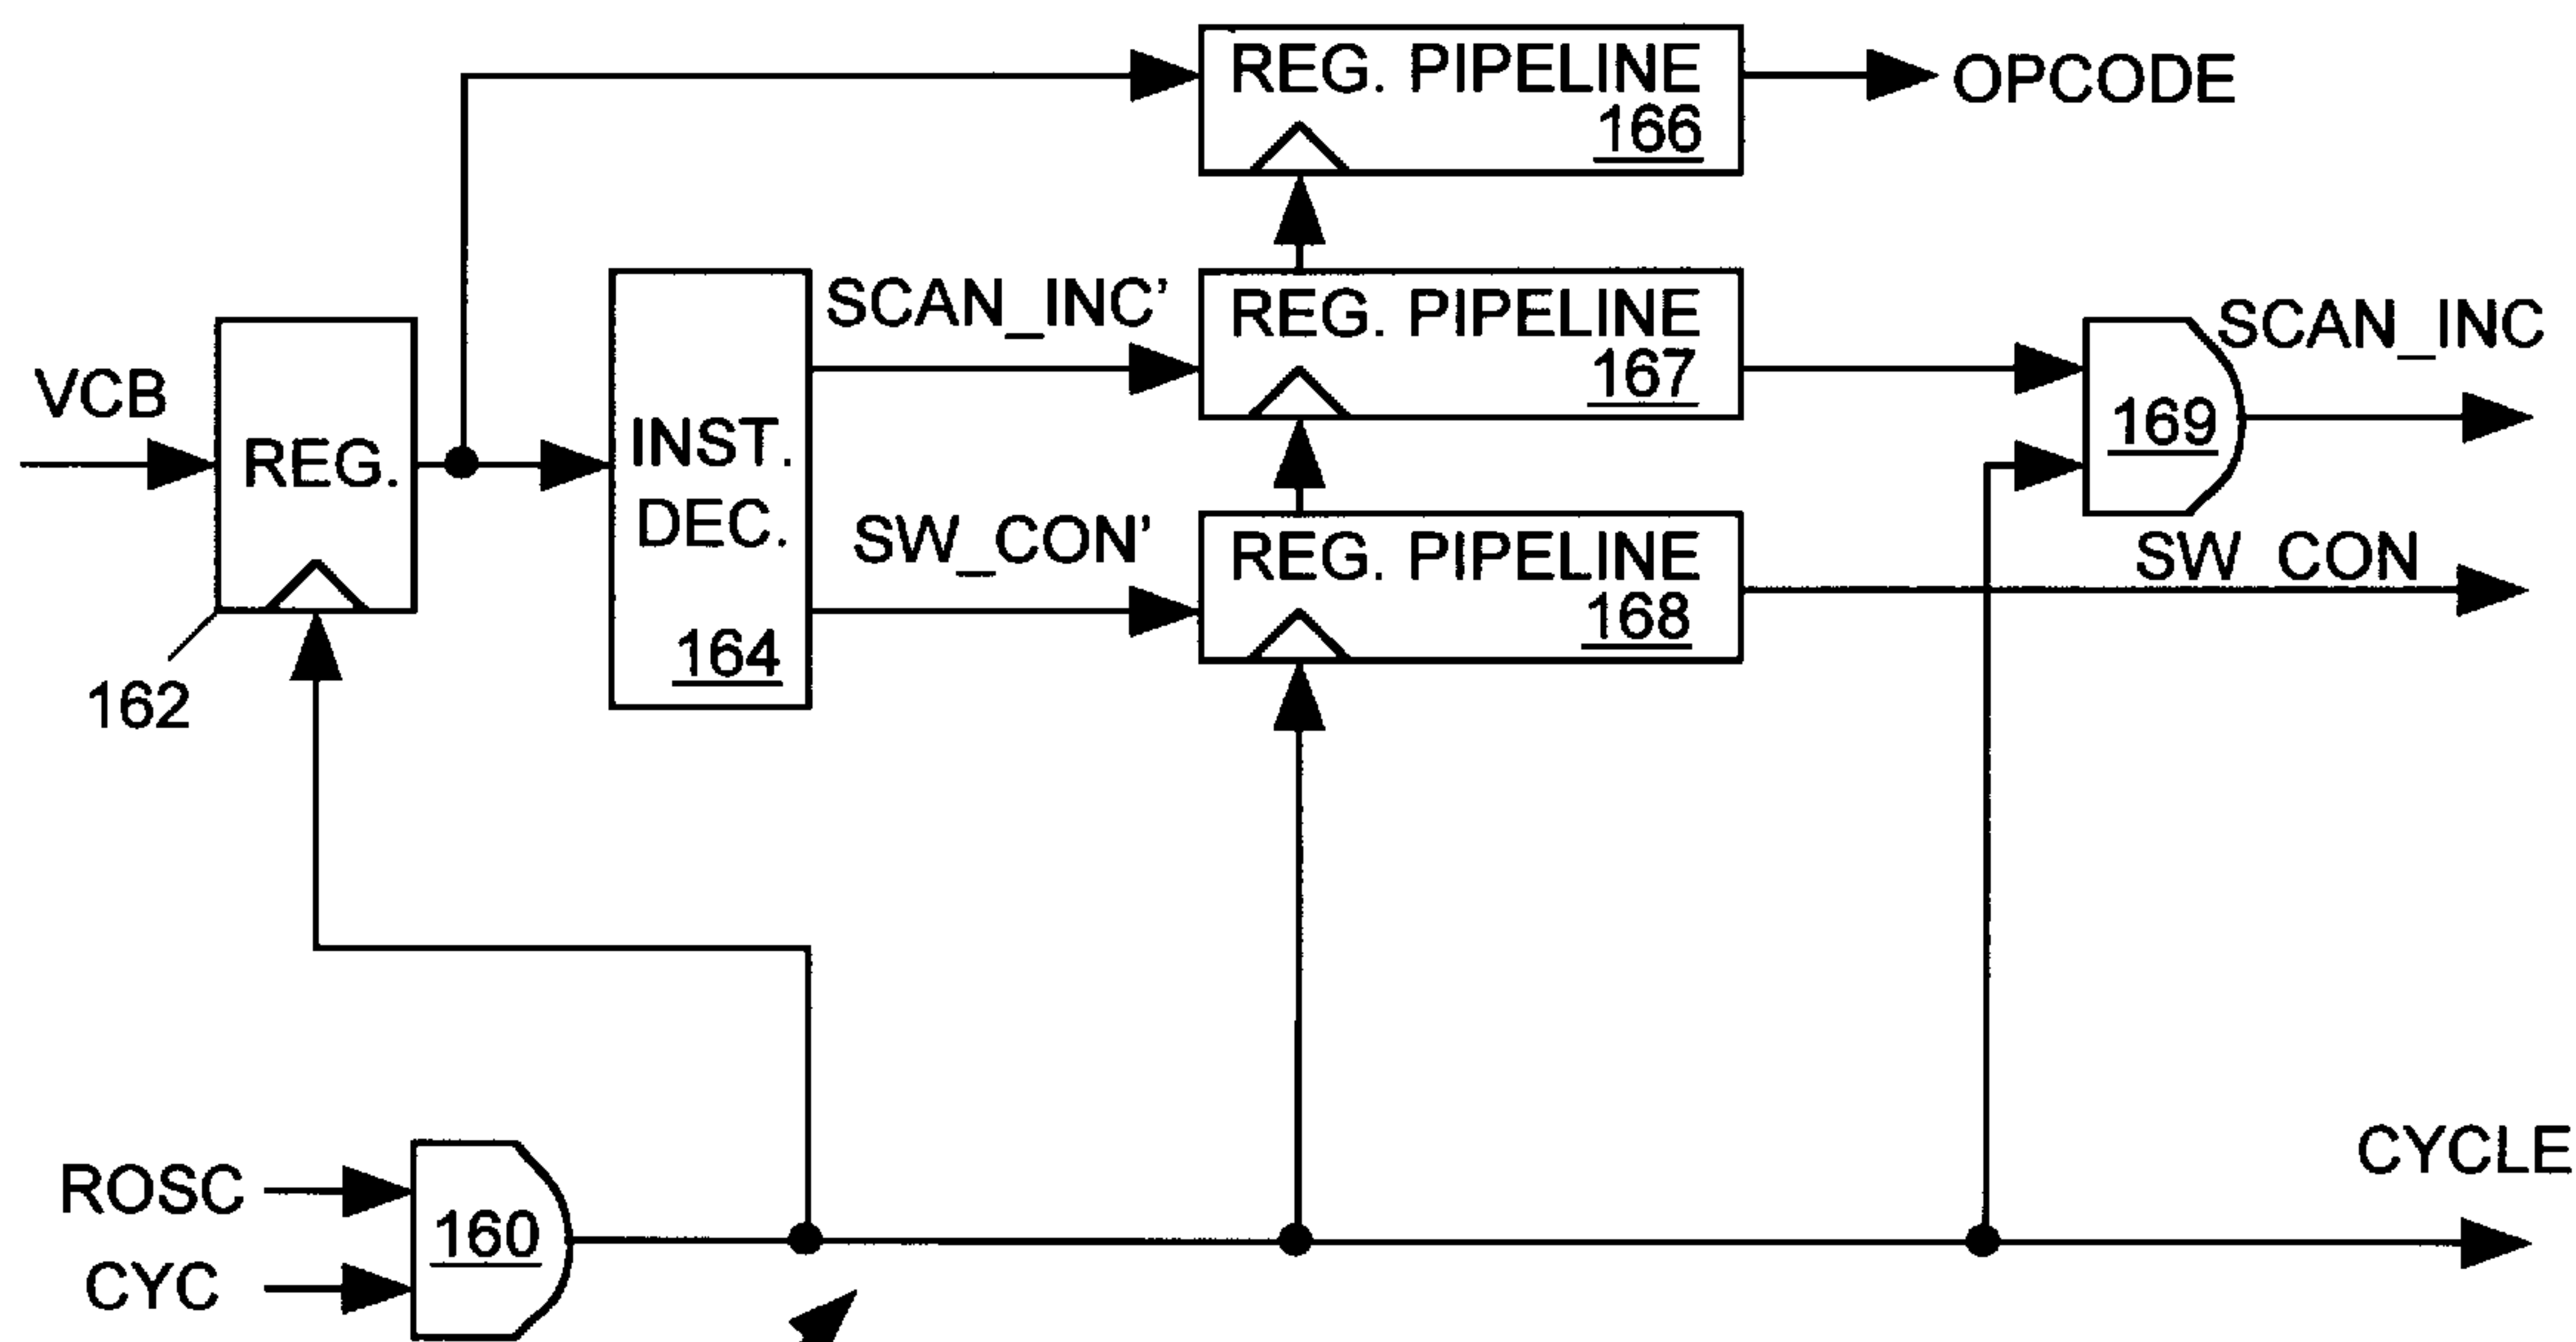 REG. PIPELINE
166
OPCODE
SCAN_INC'
REG. PIPELINE
167
SCAN_INC
VCB
REG.
INST.
DEC.
164
169
SW_CON'
REG. PIPELINE
168
SW_CON
162
ROSC
CYC
160
CYCLE